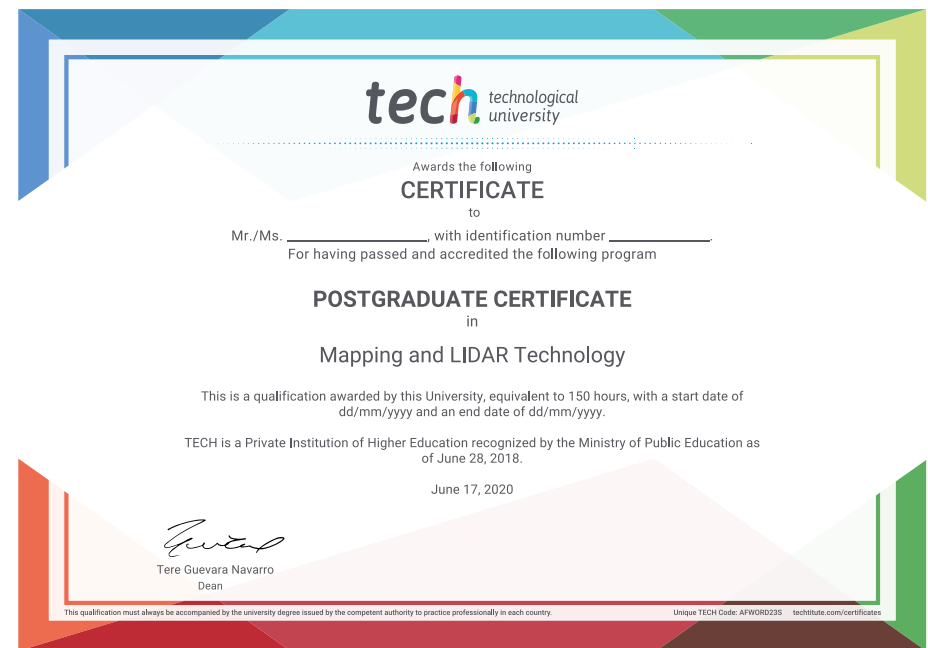 tech technological
university
Awards the following
CERTIFICATE
to
Mr./Ms. ____________________, with identification number ______________.
For having passed and accredited the following program
POSTGRADUATE CERTIFICATE
in
Mapping and LIDAR Technology
This is a qualification awarded by this University, equivalent to 150 hours, with a start date of
dd/mm/yyyy and an end date of dd/mm/yyyy.
TECH is a Private Institution of Higher Education recognized by the Ministry of Public Education as
of June 28, 2018.
June 17, 2020
Tere Guevara Navarro
Dean
This qualification must always be accompanied by the university degree issued by the competent authority to practice professionally in each country. Unique TECH Code: AFWORD23S techtitute.com/certificates